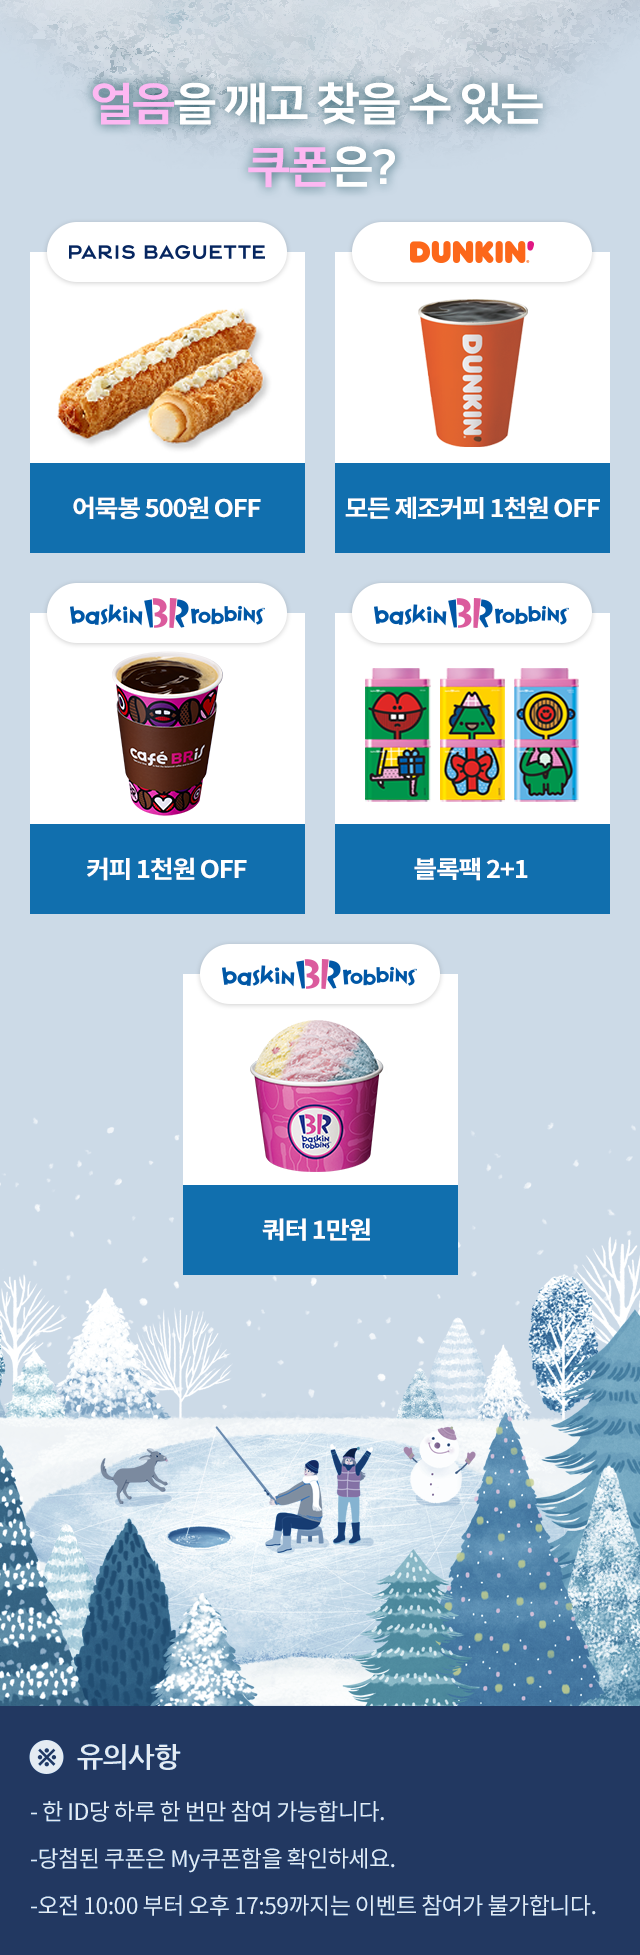 얼음을 깨고 찾을 수 있는
쿠폰은?
PARIS BAGUETTE
어묵봉 500원 OFF
DUNKIN'
DUNKIN'
모든 제조커피 1천원 OFF
baskin BR robbins
café BRis
커피 1천원 OFF
baskin BR robbins
블록팩 2+1
baskin BR robbins
BR
baskin
robbins
쿼터 1만원
※ 유의사항
- 한 ID당 하루 한 번만 참여 가능합니다.
-당첨된 쿠폰은 My쿠폰함을 확인하세요.
-오전 10:00 부터 오후 17:59까지는 이벤트 참여가 불가합니다.